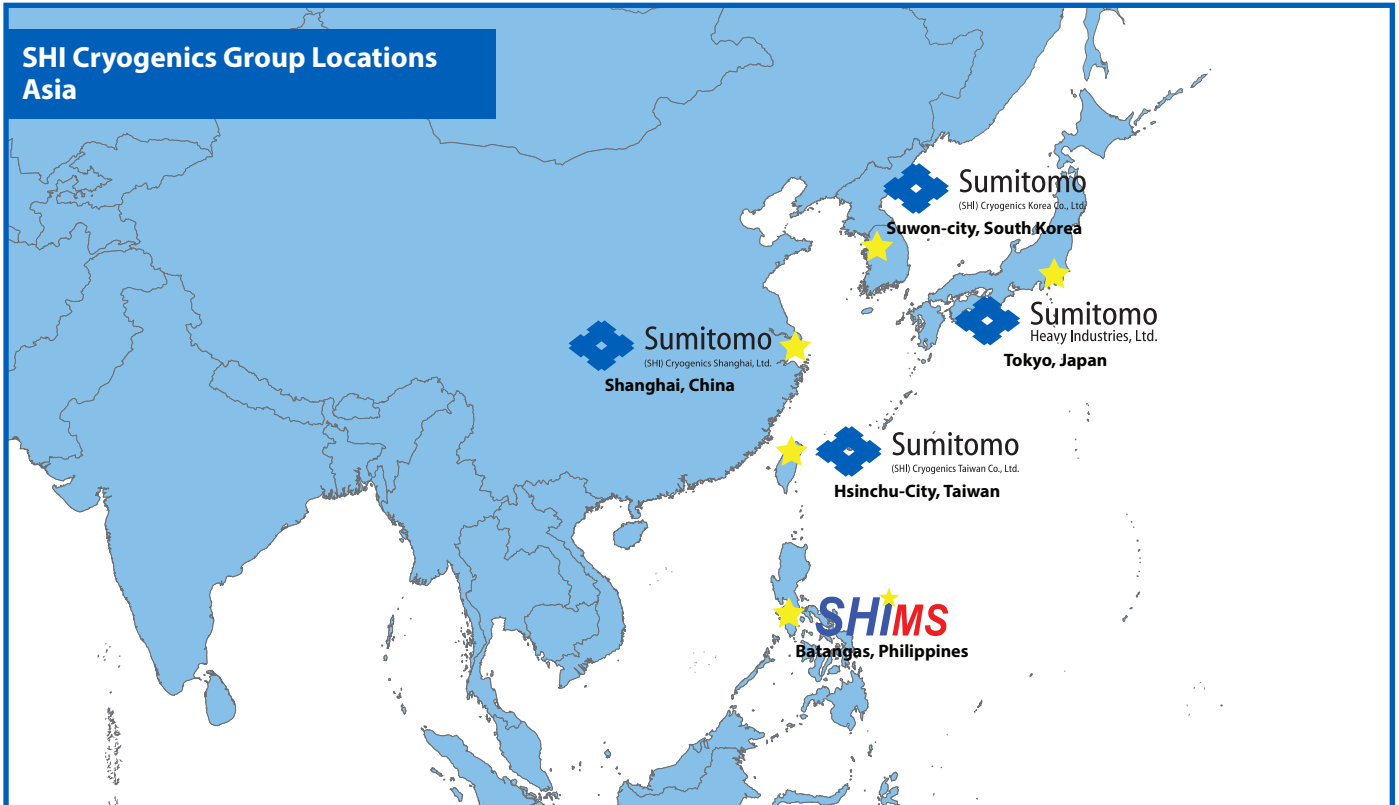 SHI Cryogenics Group Locations
Asia
Sumitomo
(SHI) Cryogenics Korea Co., Ltd.
Suwon-city, South Korea
Sumitomo
Heavy Industries, Ltd.
Tokyo, Japan
Sumitomo
(SHI) Cryogenics Shanghai, Ltd.
Shanghai, China
Sumitomo
(SHI) Cryogenics Taiwan Co., Ltd.
Hsinchu-City, Taiwan
SHIMS
Batangas, Philippines